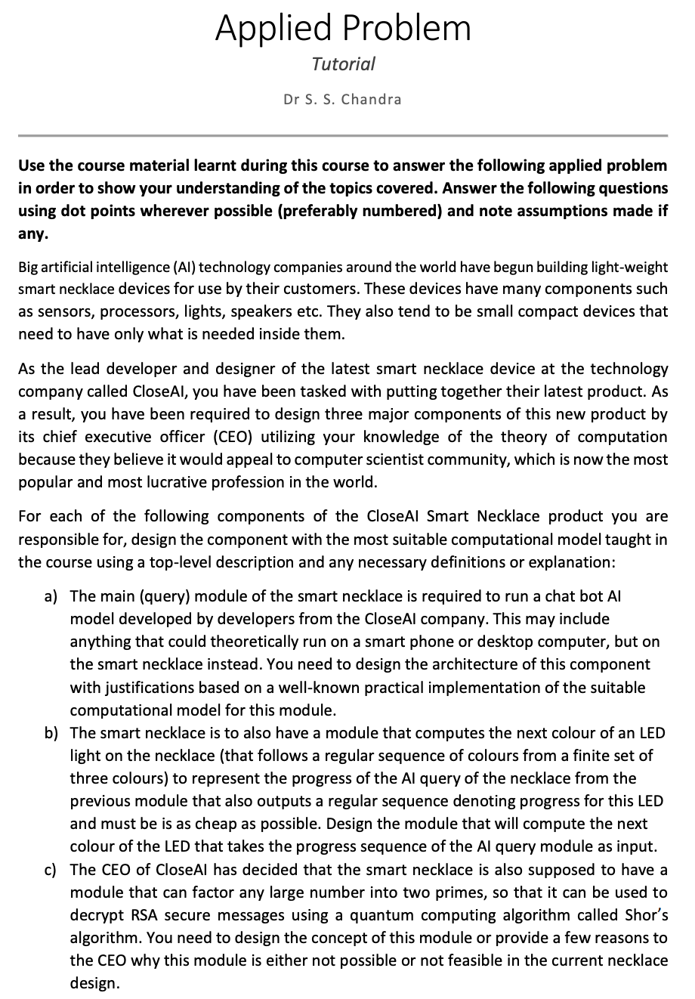 Applied Problem
Tutorial
Dr S. S. Chandra
Use the course material learnt during this course to answer the following applied problem
in order to show your understanding of the topics covered. Answer the following questions
using dot points wherever possible (preferably numbered) and note assumptions made if
any.
Big artificial intelligence (AI) technology companies around the world have begun building light-weight
smart necklace devices for use by their customers. These devices have many components such
as sensors, processors, lights, speakers etc. They also tend to be small compact devices that
need to have only what is needed inside them.
As the lead developer and designer of the latest smart necklace device at the technology
company called CloseAI, you have been tasked with putting together their latest product. As
a result, you have been required to design three major components of this new product by
its chief executive officer (CEO) utilizing your knowledge of the theory of computation
because they believe it would appeal to computer scientist community, which is now the most
popular and most lucrative profession in the world.
For each of the following components of the CloseAI Smart Necklace product you are
responsible for, design the component with the most suitable computational model taught in
the course using a top-level description and any necessary definitions or explanation:
a) The main (query) module of the smart necklace is required to run a chat bot AI
model developed by developers from the CloseAI company. This may include
anything that could theoretically run on a smart phone or desktop computer, but on
the smart necklace instead. You need to design the architecture of this component
with justifications based on a well-known practical implementation of the suitable
computational model for this module.
b) The smart necklace is to also have a module that computes the next colour of an LED
light on the necklace (that follows a regular sequence of colours from a finite set of
three colours) to represent the progress of the AI query of the necklace from the
previous module that also outputs a regular sequence denoting progress for this LED
and must be is as cheap as possible. Design the module that will compute the next
colour of the LED that takes the progress sequence of the AI query module as input.
c) The CEO of CloseAI has decided that the smart necklace is also supposed to have a
module that can factor any large number into two primes, so that it can be used to
decrypt RSA secure messages using a quantum computing algorithm called Shor's
algorithm. You need to design the concept of this module or provide a few reasons to
the CEO why this module is either not possible or not feasible in the current necklace
design.